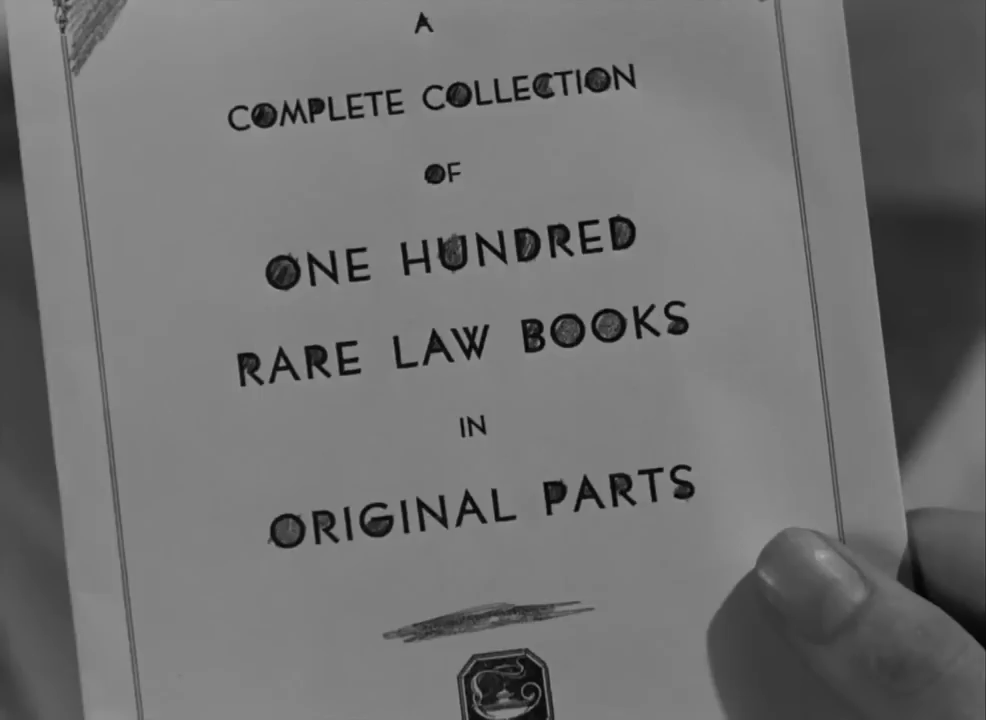 A
COMPLETE COLLECTION
OF
ONE HUNDRED
RARE LAW BOOKS
IN
ORIGINAL PARTS